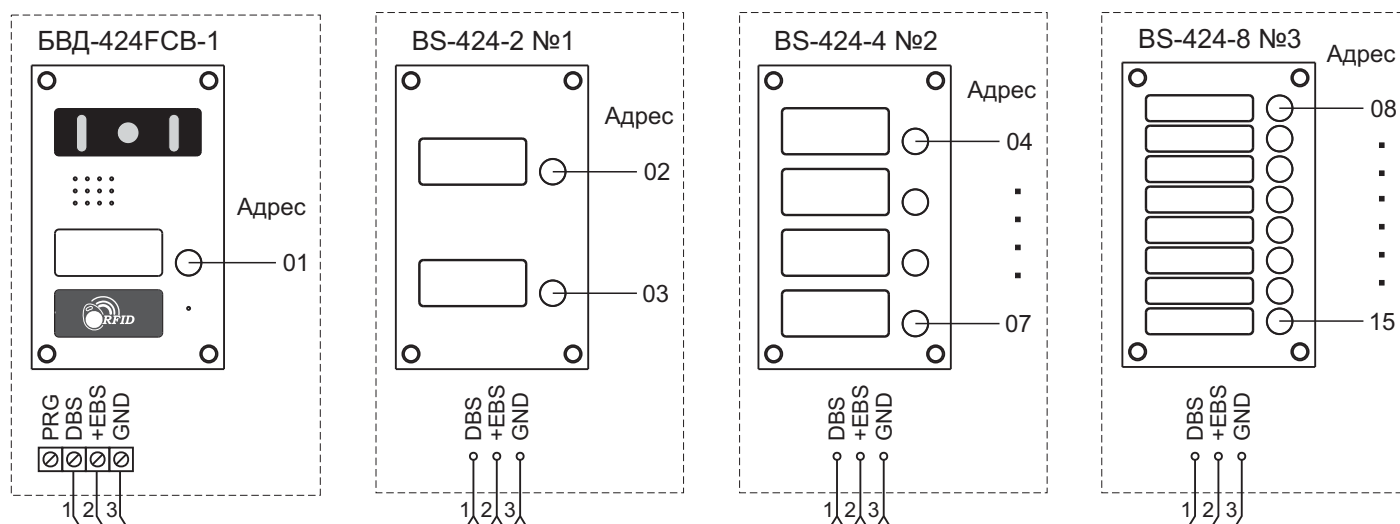 БВД-424FCB-1
Адрес
01
RFID
PRG
DBS
+EBS
GND
1 2 3
BS-424-2 №1
Адрес
02
03
DBS
+EBS
GND
1 2 3
BS-424-4 №2
Адрес
04
07
DBS
+EBS
GND
1 2 3
BS-424-8 №3
Адрес
08
15
DBS
+EBS
GND
1 2 3